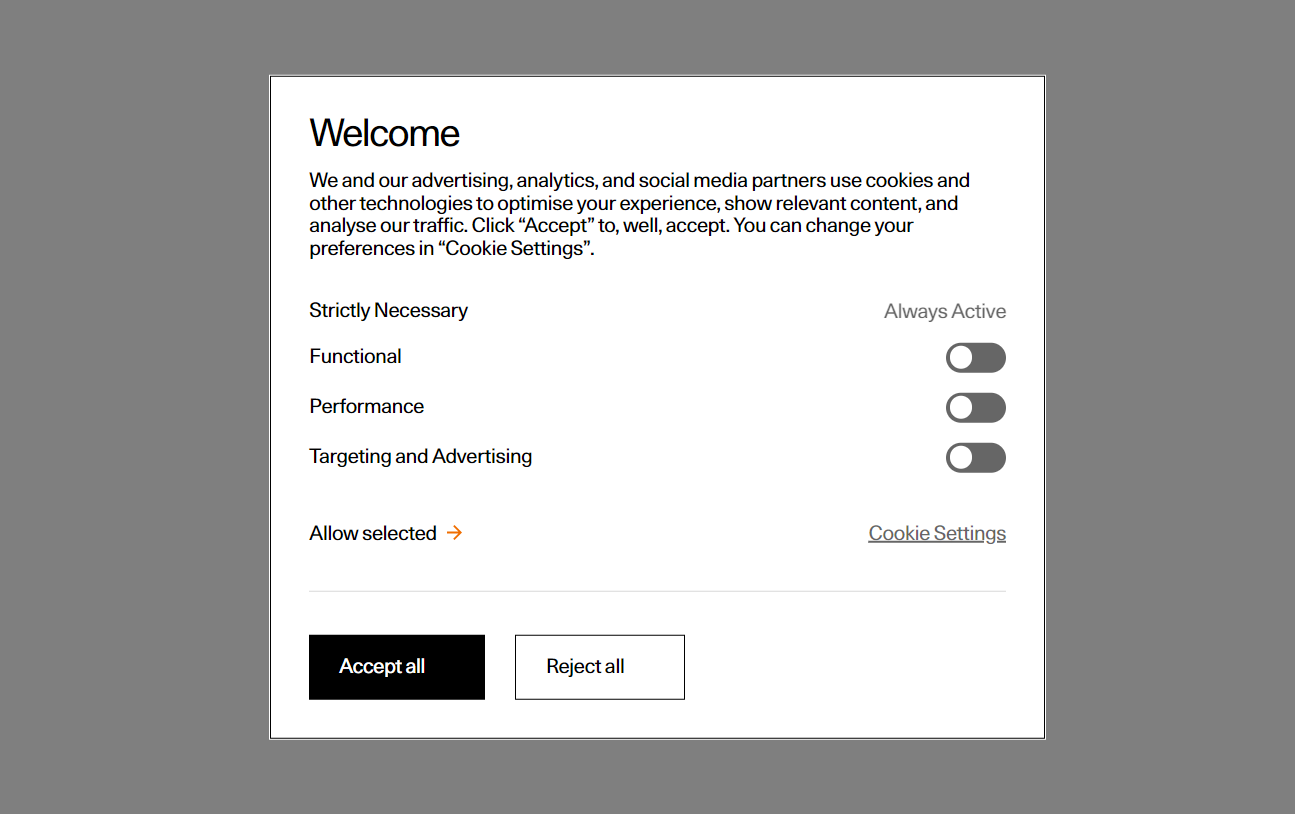 Welcome
We and our advertising, analytics, and social media partners use cookies and
other technologies to optimise your experience, show relevant content, and
analyse our traffic. Click “Accept” to, well, accept. You can change your
preferences in “Cookie Settings”.
Strictly Necessary Always Active
Functional
Performance
Targeting and Advertising
Allow selected → Cookie Settings
Accept all Reject all